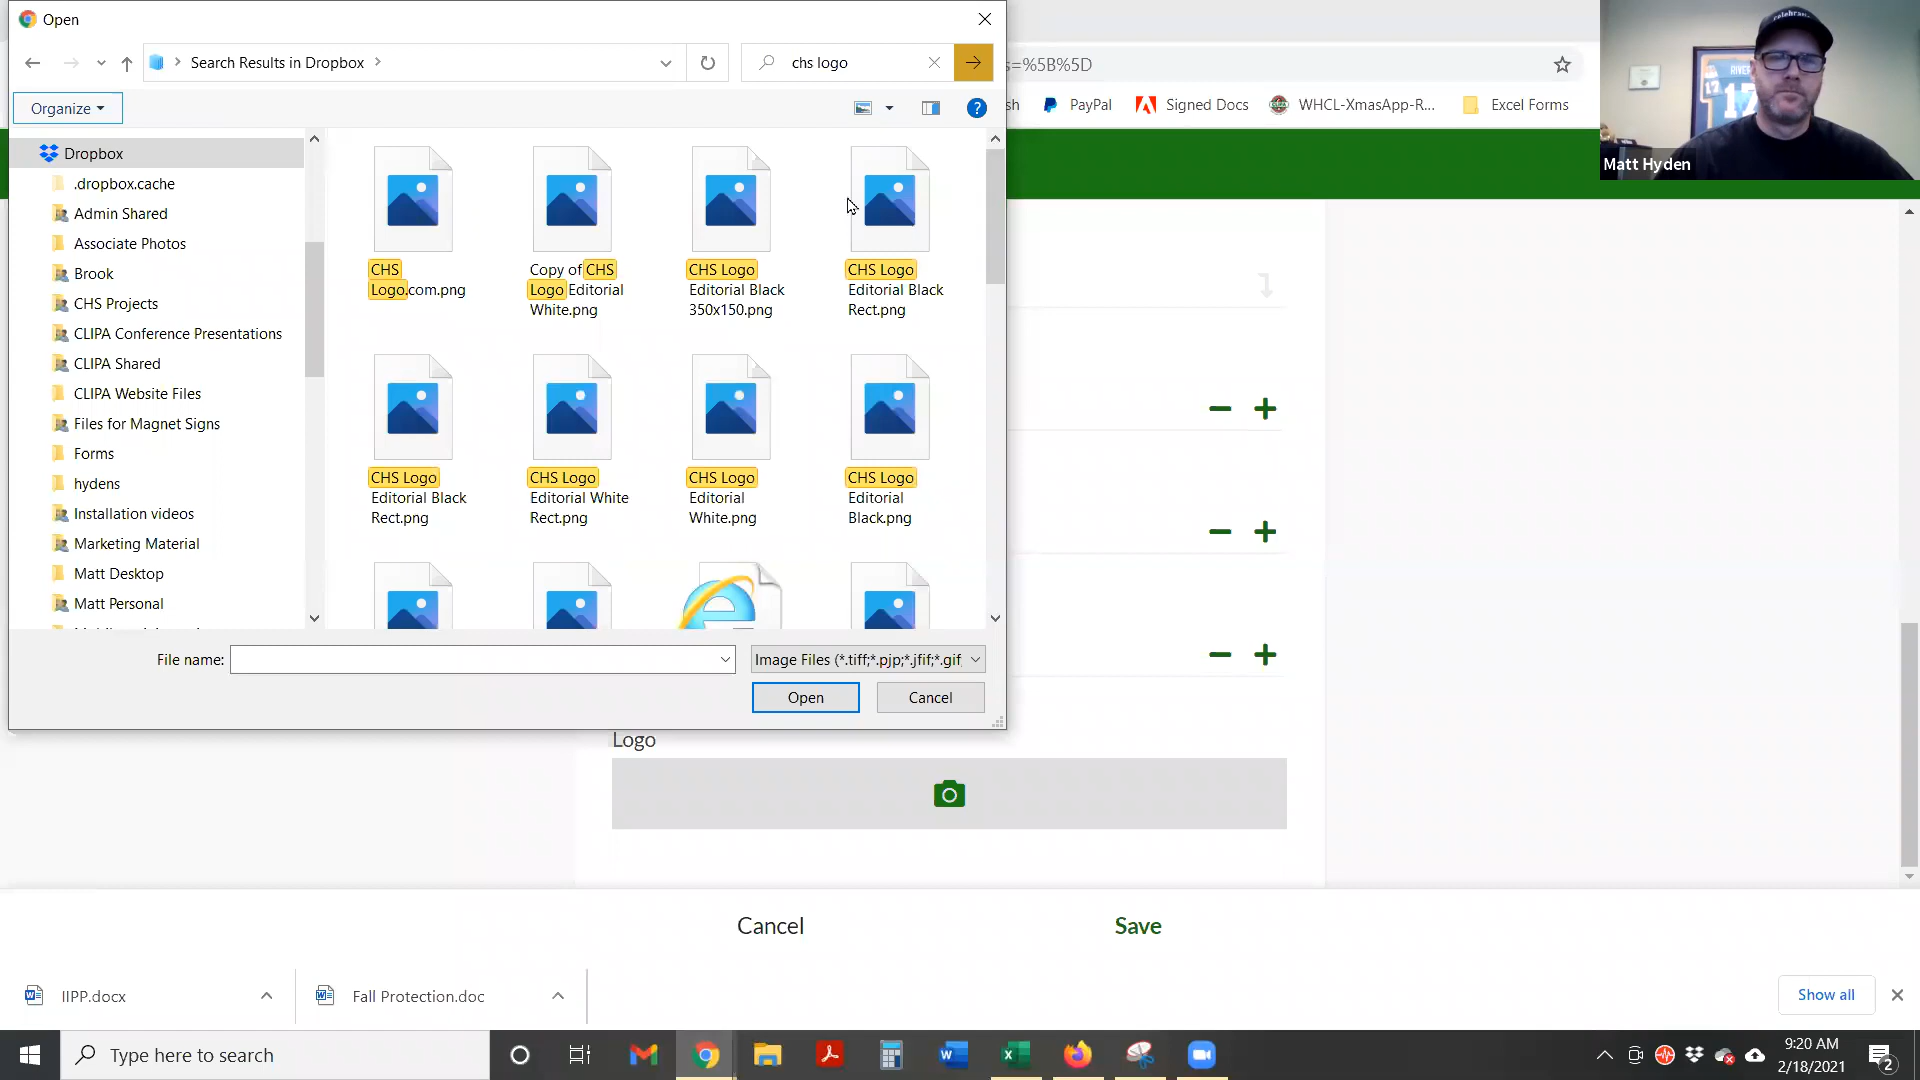 Open
Search Results in Dropbox
chs logo
s=%5B%5D
Organize
sh
PayPal
Signed Docs
WHCL-XmasApp-R...
Excel Forms
RIVER
17
Matt Hyden
Dropbox
.dropbox.cache
Admin Shared
Associate Photos
Brook
CHS Projects
CLIPA Conference Presentations
CLIPA Shared
CLIPA Website Files
Files for Magnet Signs
Forms
hydens
Installation videos
Marketing Material
Matt Desktop
Matt Personal
CHS
Logo.com.png
Copy of CHS
Logo Editorial
White.png
CHS Logo
Editorial Black
350x150.png
CHS Logo
Editorial Black
Rect.png
CHS Logo
Editorial Black
Rect.png
CHS Logo
Editorial White
Rect.png
CHS Logo
Editorial
White.png
CHS Logo
Editorial
Black.png
File name:
Image Files (*.tiff;*.pjp;*.jfif;*.gif
Open
Cancel
Logo
Cancel
Save
IIPP.docx
Fall Protection.doc
Show all
Type here to search
9:20 AM
2/18/2021
2